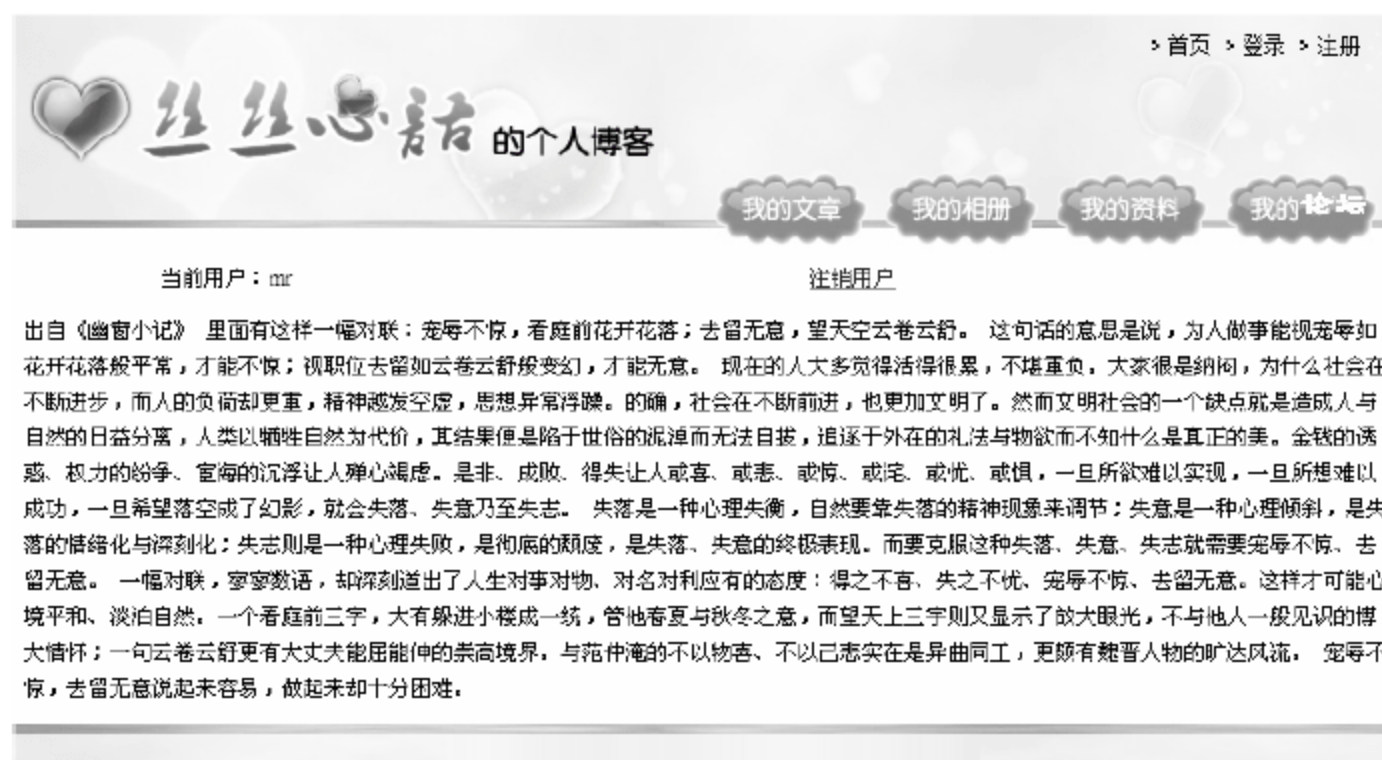 首页 登录 注册
丝丝心話 的个人博客
我的文章 我的相册 我的资料 我的论坛
当前用户：mr 注销用户
出自《幽窗小记》 里面有这样一幅对联：宠辱不惊，看庭前花开花落；去留无意，望天空云卷云舒。 这句话的意思是说，为人做事能视宠辱如
花开花落般平常，才能不惊；视职位去留如云卷云舒般变幻，才能无意。 现在的人大多觉得活得很累，不堪重负。大家很是纳闷，为什么社会在
不断进步，而人的负荷却更重，精神越发空虚，思想异常浮躁。的确，社会在不断前进，也更加文明了。然而文明社会的一个缺点就是造成人与
自然的日益分离，人类以牺牲自然为代价，其结果便是陷于世俗的泥淖而无法自拔，追逐于外在的礼法与物欲而不知什么是真正的美。金钱的诱
惑、权力的纷争、宦海的沉浮让人殚心竭虑。是非、成败、得失让人或喜、或悲、或惊、或诧、或忧、或惧，一旦所欲难以实现，一旦所想难以
成功，一旦希望落空成了幻影，就会失落、失意乃至失志。 失落是一种心理失衡，自然要靠失落的精神现象来调节；失意是一种心理倾斜，是失
落的情绪化与深刻化；失志则是一种心理失败，是彻底的颓废，是失落、失意的终极表现。而要克服这种失落、失意、失志就需要宠辱不惊、去
留无意。 一幅对联，寥寥数语，却深刻道出了人生对事对物、对名对利应有的态度：得之不喜、失之不忧、宠辱不惊、去留无意。这样才可能心
境平和、淡泊自然。一个看庭前三字，大有躲进小楼成一统，管他春夏与秋冬之意，而望天上三字则又显示了放大眼光，不与他人一般见识的博
大情怀；一句云卷云舒更有大丈夫能屈能伸的崇高境界。与范仲淹的不以物喜、不以己悲实在是异曲同工，更颇有魏晋人物的旷达风流。 宠辱不
惊，去留无意说起来容易，做起来却十分困难。